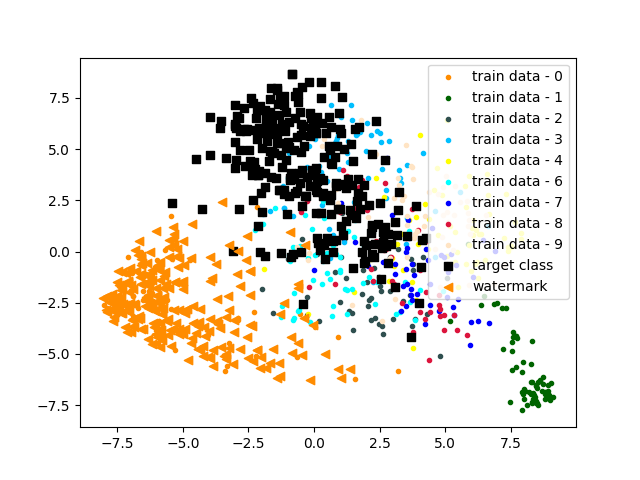 7.5
5.0
2.5
0.0
−2.5
−5.0
−7.5
−7.5
−5.0
−2.5
0.0
2.5
5.0
7.5
train data - 0
train data - 1
train data - 2
train data - 3
train data - 4
train data - 6
train data - 7
train data - 8
train data - 9
target class
watermark